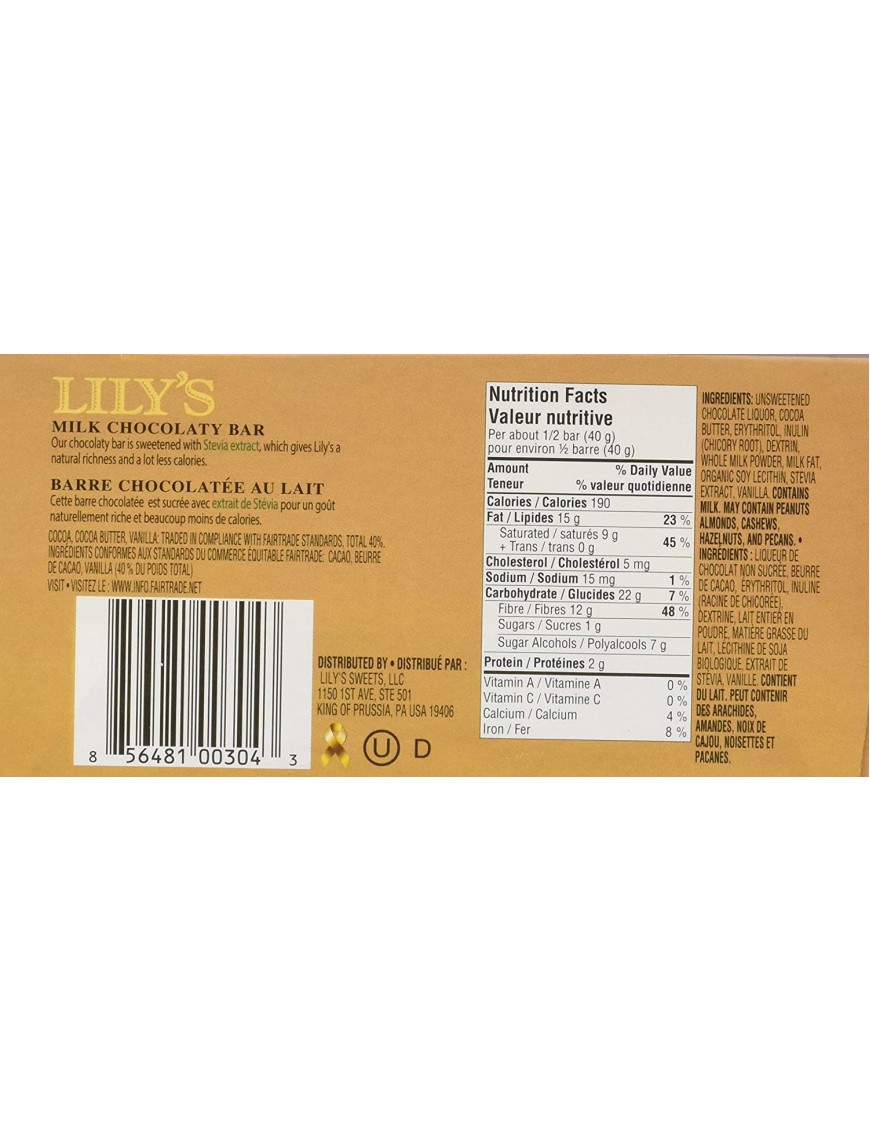 LILY'S
MILK CHOCOLATY BAR
Our chocolaty bar is sweetened with Stevia extract, which gives Lily's a
natural richness and a lot less calories.
BARRE CHOCOLATÉE AU LAIT
Cette barre chocolatée est sucrée avec extrait de Stévia pour un goût
naturellement riche et beaucoup moins de calories.
COCOA, COCOA BUTTER, VANILLA: TRADED IN COMPLIANCE WITH FAIRTRADE STANDARDS, TOTAL 40%.
INGRÉDIENTS CONFORMES AUX STANDARDS DU COMMERCE EQUITABLE FAIRTRADE: CACAO, BEURRE
DE CACAO, VANILLA (40 % DU POIDS TOTAL)
VISIT • VISITEZ LE : WWW.INFO.FAIRTRADE.NET
8 56481 00304 3
DISTRIBUTED BY • DISTRIBUÉ PAR :
LILY'S SWEETS, LLC
1150 1ST AVE, STE 501
KING OF PRUSSIA, PA USA 19406
U D
Nutrition Facts
Valeur nutritive
Per about 1/2 bar (40 g)
pour environ ½ barre (40 g)
Amount % Daily Value
Teneur % valeur quotidienne
Calories / Calories 190
Fat / Lipides 15 g 23 %
Saturated / saturés 9 g
+ Trans / trans 0 g 45 %
Cholesterol / Cholestérol 5 mg
Sodium / Sodium 15 mg 1 %
Carbohydrate / Glucides 22 g 7 %
Fibre / Fibres 12 g 48 %
Sugars / Sucres 1 g
Sugar Alcohols / Polyalcools 7 g
Protein / Protéines 2 g
Vitamin A / Vitamine A 0 %
Vitamin C / Vitamine C 0 %
Calcium / Calcium 4 %
Iron / Fer 8 %
INGREDIENTS: UNSWEETENED
CHOCOLATE LIQUOR, COCOA
BUTTER, ERYTHRITOL, INULIN
(CHICORY ROOT), DEXTRIN,
WHOLE MILK POWDER, MILK FAT,
ORGANIC SOY LECITHIN, STEVIA
EXTRACT, VANILLA. CONTAINS
MILK. MAY CONTAIN PEANUTS
ALMONDS, CASHEWS,
HAZELNUTS, AND PECANS. •
INGRÉDIENTS : LIQUEUR DE
CHOCOLAT NON SUCRÉE, BEURRE
DE CACAO, ÉRYTHRITOL, INULINE
(RACINE DE CHICORÉE),
DEXTRINE, LAIT ENTIER EN
POUDRE, MATIÈRE GRASSE DU
LAIT, LÉCITHINE DE SOJA
BIOLOGIQUE, EXTRAIT DE
STÉVIA, VANILLE. CONTIENT
DU LAIT. PEUT CONTENIR
DES ARACHIDES,
AMANDES, NOIX DE
CAJOU, NOISETTES ET
PACANES.